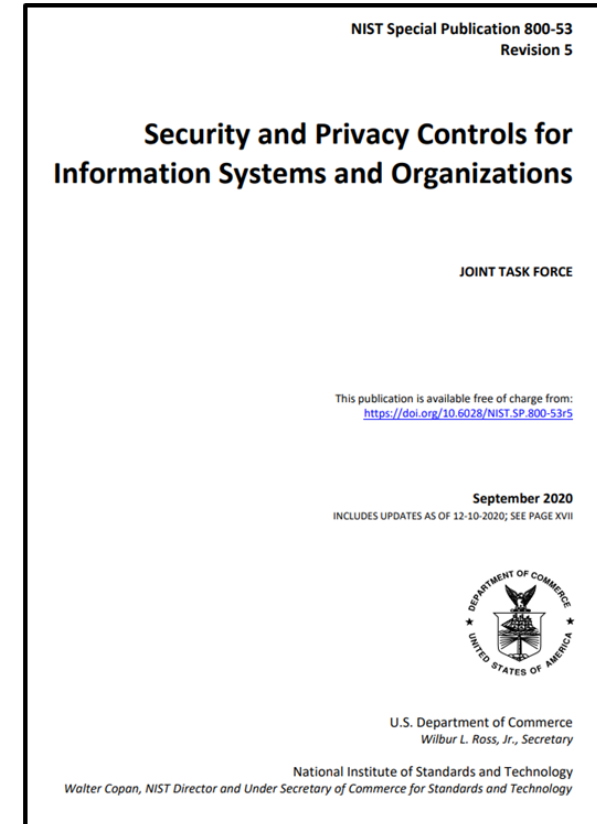 NIST Special Publication 800-53
Revision 5
Security and Privacy Controls for
Information Systems and Organizations
JOINT TASK FORCE
This publication is available free of charge from:
https://doi.org/10.6028/NIST.SP.800-53r5
September 2020
INCLUDES UPDATES AS OF 12-10-2020; SEE PAGE XVII
DEPARTMENT OF COMMERCE
UNITED STATES OF AMERICA
U.S. Department of Commerce
Wilbur L. Ross, Jr., Secretary
National Institute of Standards and Technology
Walter Copan, NIST Director and Under Secretary of Commerce for Standards and Technology